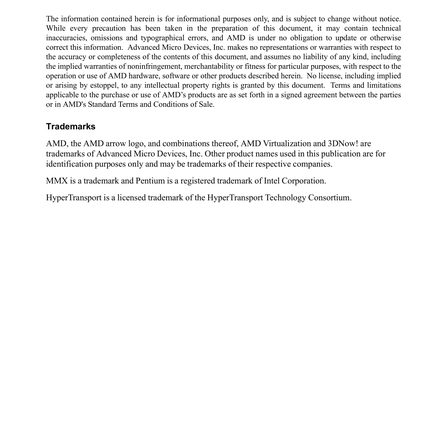 The information contained herein is for informational purposes only, and is subject to change without notice.
While every precaution has been taken in the preparation of this document, it may contain technical
inaccuracies, omissions and typographical errors, and AMD is under no obligation to update or otherwise
correct this information. Advanced Micro Devices, Inc. makes no representations or warranties with respect to
the accuracy or completeness of the contents of this document, and assumes no liability of any kind, including
the implied warranties of noninfringement, merchantability or fitness for particular purposes, with respect to the
operation or use of AMD hardware, software or other products described herein. No license, including implied
or arising by estoppel, to any intellectual property rights is granted by this document. Terms and limitations
applicable to the purchase or use of AMD's products are as set forth in a signed agreement between the parties
or in AMD's Standard Terms and Conditions of Sale.
Trademarks
AMD, the AMD arrow logo, and combinations thereof, AMD Virtualization and 3DNow! are
trademarks of Advanced Micro Devices, Inc. Other product names used in this publication are for
identification purposes only and may be trademarks of their respective companies.
MMX is a trademark and Pentium is a registered trademark of Intel Corporation.
HyperTransport is a licensed trademark of the HyperTransport Technology Consortium.